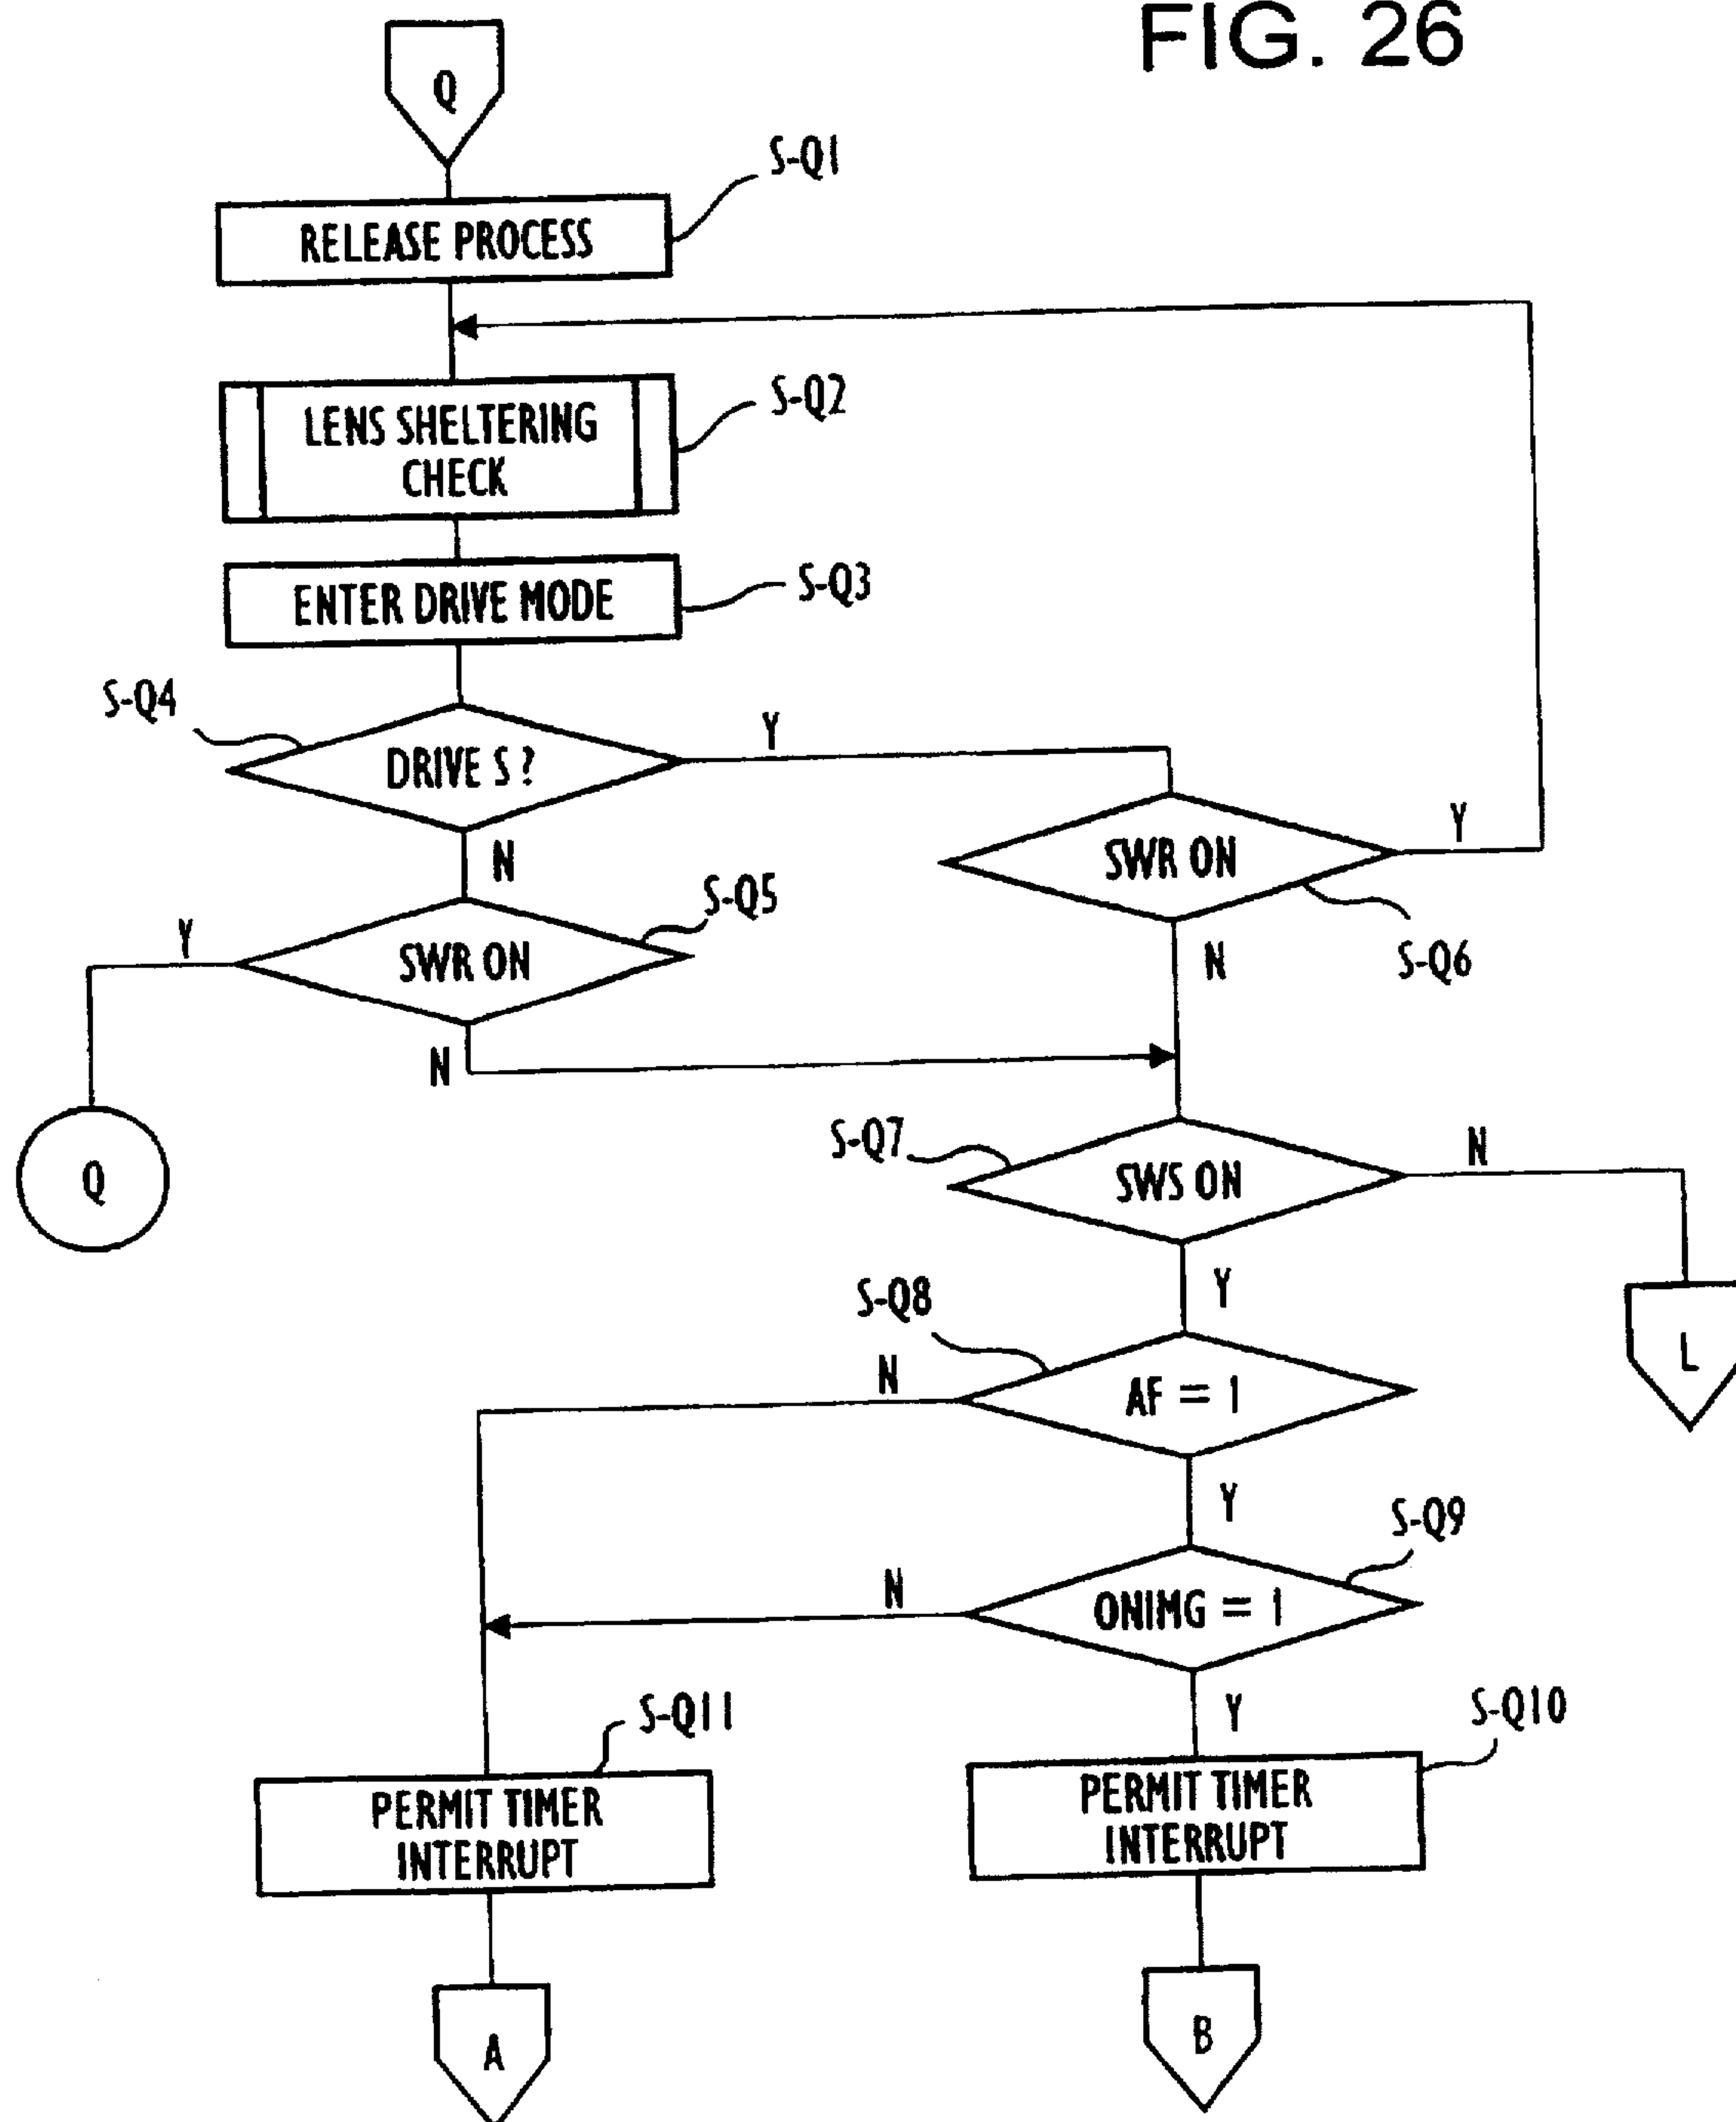 FIG. 26
Q
S-Q1
RELEASE PROCESS
S-Q2
LENS SHELTERING
CHECK
S-Q3
ENTER DRIVE MODE
S-Q4
DRIVE S ?
Y
N
SWR ON
Y
S-Q6
N
S-Q5
SWR ON
Y
N
Q
S-Q7
SWS ON
N
Y
L
S-Q8
AF = 1
N
Y
S-Q9
ONIMG = 1
N
Y
S-Q11
PERMIT TIMER
INTERRUPT
S-Q10
PERMIT TIMER
INTERRUPT
A
B